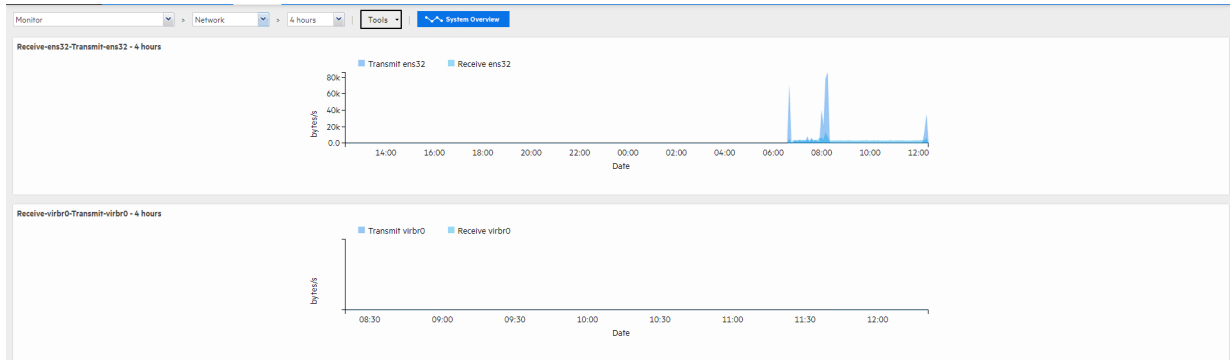 Monitor > Network > 4 hours | Tools | System Overview
Receive-ens32-Transmit-ens32 - 4 hours
Transmit ens32 Receive ens32
80k
60k
40k
20k
0.0
bytes/s
14:00 16:00 18:00 20:00 22:00 00:00 02:00 04:00 06:00 08:00 10:00 12:00
Date
Receive-virbr0-Transmit-virbr0 - 4 hours
Transmit virbr0 Receive virbr0
bytes/s
08:30 09:00 09:30 10:00 10:30 11:00 11:30 12:00
Date